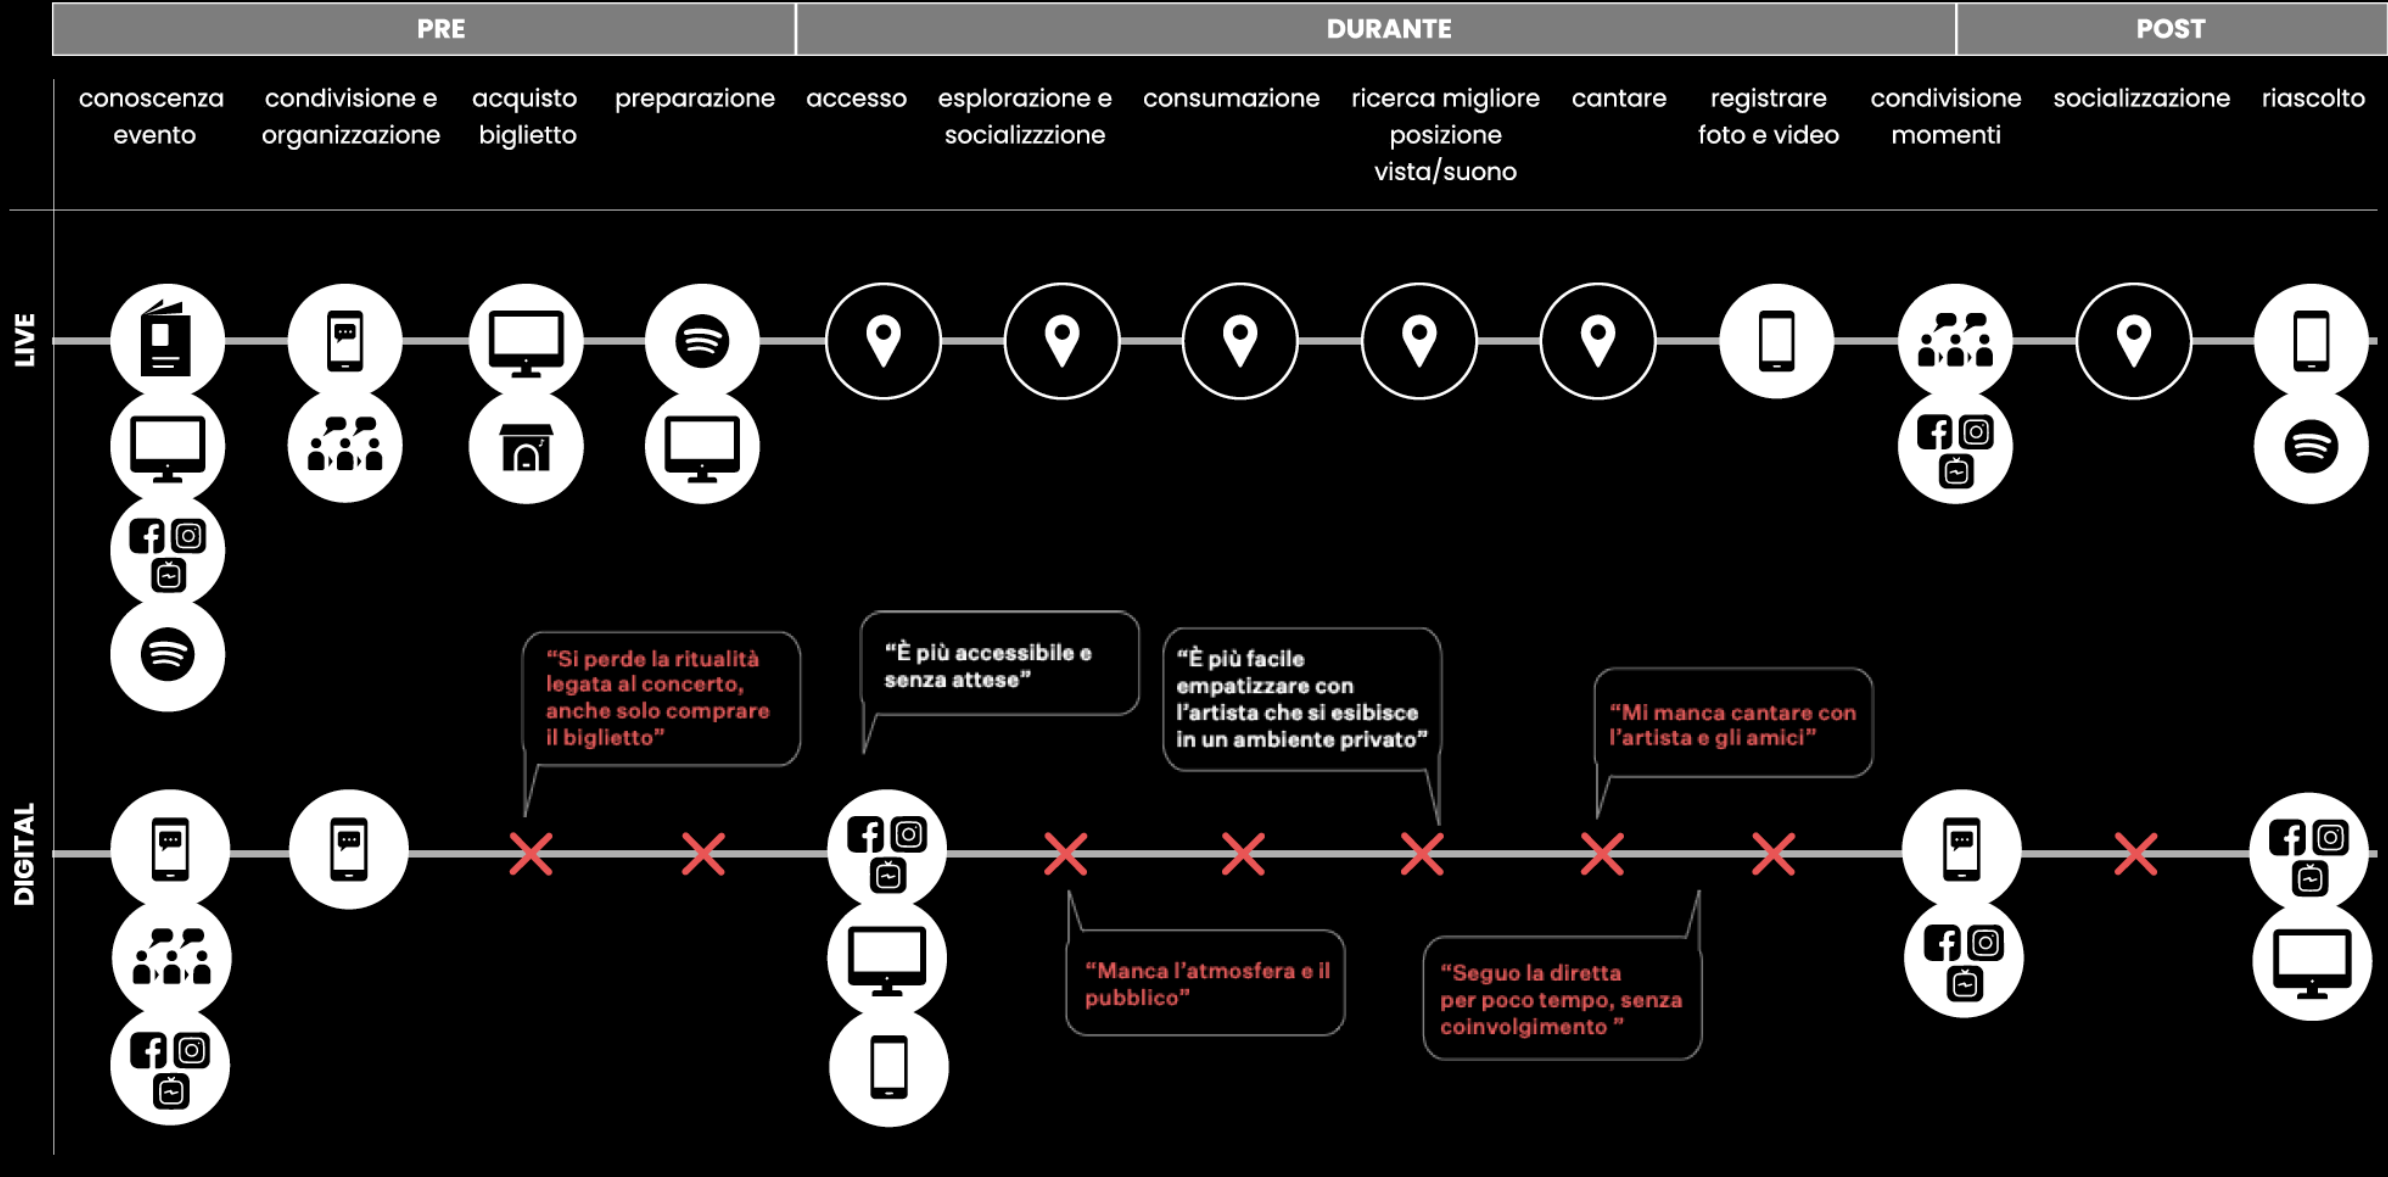 PRE
DURANTE
POST
conoscenza
evento
condivisione e
organizzazione
acquisto
biglietto
preparazione
accesso
esplorazione e
socializzzione
consumazione
ricerca migliore
posizione
vista/suono
cantare
registrare
foto e video
condivisione
momenti
socializzazione
riascolto
LIVE
“Si perde la ritualità
legata al concerto,
anche solo comprare
il biglietto”
“È più accessibile e
senza attese”
“È più facile
empatizzare con
l’artista che si esibisce
in un ambiente privato”
“Mi manca cantare con
l’artista e gli amici”
DIGITAL
“Manca l’atmosfera e il
pubblico”
“Seguo la diretta
per poco tempo, senza
coinvolgimento ”